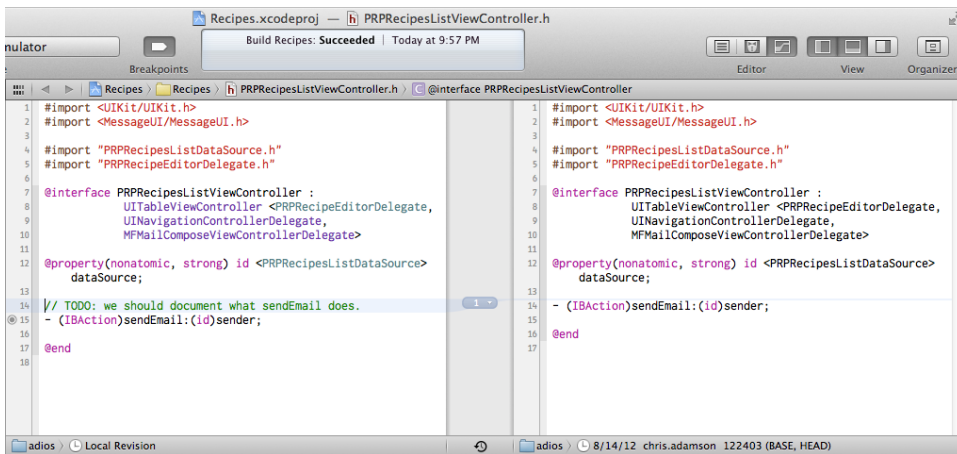 Recipes.xcodeproj — h PRPRecipesListViewController.h
mulator
Build Recipes: Succeeded | Today at 9:57 PM
Breakpoints
Editor
View
Organizer
Recipes Recipes h PRPRecipesListViewController.h C @interface PRPRecipesListViewController
1 #import <UIKit/UIKit.h>
2 #import <MessageUI/MessageUI.h>
3
4 #import "PRPRecipesListDataSource.h"
5 #import "PRPRecipeEditorDelegate.h"
6
7 @interface PRPRecipesListViewController :
8 UITableViewController <PRPRecipeEditorDelegate,
9 UINavigationControllerDelegate,
10 MFMailComposeViewControllerDelegate>
11
12 @property(nonatomic, strong) id <PRPRecipesListDataSource>
dataSource;
13
14 // TODO: we should document what sendEmail does.
15 - (IBAction)sendEmail:(id)sender;
16
17 @end
18
1
1 #import <UIKit/UIKit.h>
2 #import <MessageUI/MessageUI.h>
3
4 #import "PRPRecipesListDataSource.h"
5 #import "PRPRecipeEditorDelegate.h"
6
7 @interface PRPRecipesListViewController :
8 UITableViewController <PRPRecipeEditorDelegate,
9 UINavigationControllerDelegate,
10 MFMailComposeViewControllerDelegate>
11
12 @property(nonatomic, strong) id <PRPRecipesListDataSource>
dataSource;
13
14 - (IBAction)sendEmail:(id)sender;
15
16 @end
17
adios Local Revision
adios 8/14/12 chris.adamson 122403 (BASE, HEAD)